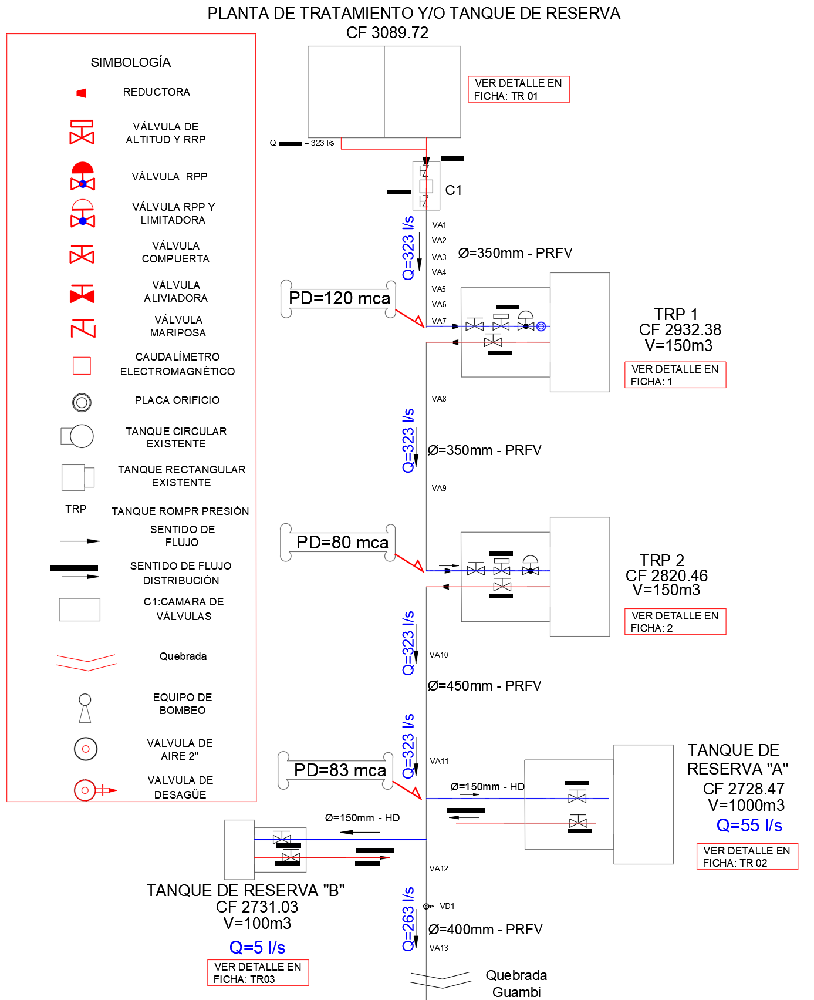 PLANTA DE TRATAMIENTO Y/O TANQUE DE RESERVA
CF 3089.72
SIMBOLOGÍA
REDUCTORA
VÁLVULA DE
ALTITUD Y RRP
VÁLVULA  RPP
VÁLVULA RPP Y
LIMITADORA
VÁLVULA
COMPUERTA
VÁLVULA
ALIVIADORA
VÁLVULA
MARIPOSA
CAUDALÍMETRO
ELECTROMAGNÉTICO
PLACA ORIFICIO
TANQUE CIRCULAR
EXISTENTE
TANQUE RECTANGULAR
EXISTENTE
TRP
TANQUE ROMPR PRESIÓN
SENTIDO DE
FLUJO
SENTIDO DE FLUJO
DISTRIBUCIÓN
C1:CAMARA DE
VÁLVULAS
Quebrada
EQUIPO DE
BOMBEO
VALVULA DE
AIRE 2"
VALVULA DE
DESAGÜE
VER DETALLE EN
FICHA: TR 01
Q = 323 l/s
C1
Q=323 l/s
VA1
VA2
VA3
Ø=350mm - PRFV
VA4
VA5
PD=120 mca
VA6
VA7
TRP 1
CF 2932.38
V=150m3
VER DETALLE EN
FICHA: 1
VA8
Q=323 l/s
Ø=350mm - PRFV
VA9
PD=80 mca
TRP 2
CF 2820.46
V=150m3
VER DETALLE EN
FICHA: 2
Q=323 l/s
VA10
Ø=450mm - PRFV
Q=323 l/s
VA11
PD=83 mca
Ø=150mm - HD
TANQUE DE
RESERVA "A"
CF 2728.47
V=1000m3
Q=55 l/s
VER DETALLE EN
FICHA: TR 02
Ø=150mm - HD
TANQUE DE RESERVA "B"
CF 2731.03
V=100m3
Q=5 l/s
VER DETALLE EN
FICHA: TR03
VA12
Q=263 l/s
VD1
Ø=400mm - PRFV
VA13
Quebrada
Guambi